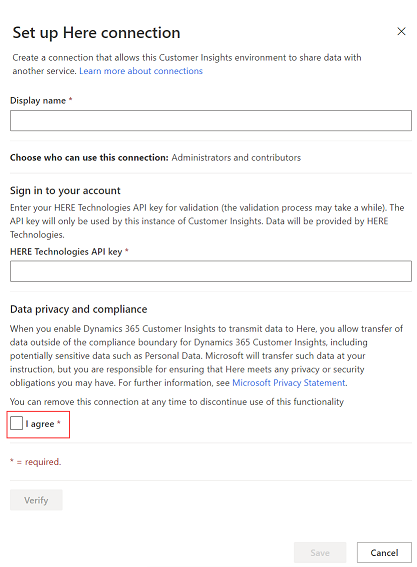 Set up Here connection
Create a connection that allows this Customer Insights environment to share data with
another service. Learn more about connections
Display name *
Choose who can use this connection: Administrators and contributors
Sign in to your account
Enter your HERE Technologies API key for validation (the validation process may take a while). The
API key will only be used by this instance of Customer Insights. Data will be provided by HERE
Technologies.
HERE Technologies API key *
Data privacy and compliance
When you enable Dynamics 365 Customer Insights to transmit data to Here, you allow transfer of
data outside of the compliance boundary for Dynamics 365 Customer Insights, including
potentially sensitive data such as Personal Data. Microsoft will transfer such data at your
instruction, but you are responsible for ensuring that Here meets any privacy or security
obligations you may have. For further information, see Microsoft Privacy Statement.
You can remove this connection at any time to discontinue use of this functionality
I agree *
* = required.
Verify
Save
Cancel